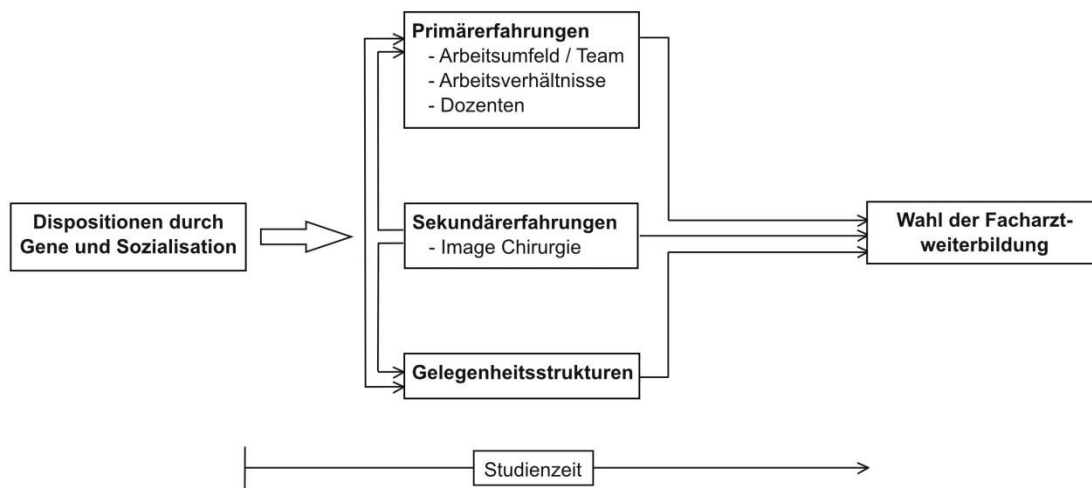 Primärerfahrungen
- Arbeitsumfeld / Team
- Arbeitsverhältnisse
- Dozenten
Dispositionen durch
Gene und Sozialisation
Sekundärerfahrungen
- Image Chirurgie
Wahl der Facharzt-
weiterbildung
Gelegenheitsstrukturen
Studienzeit